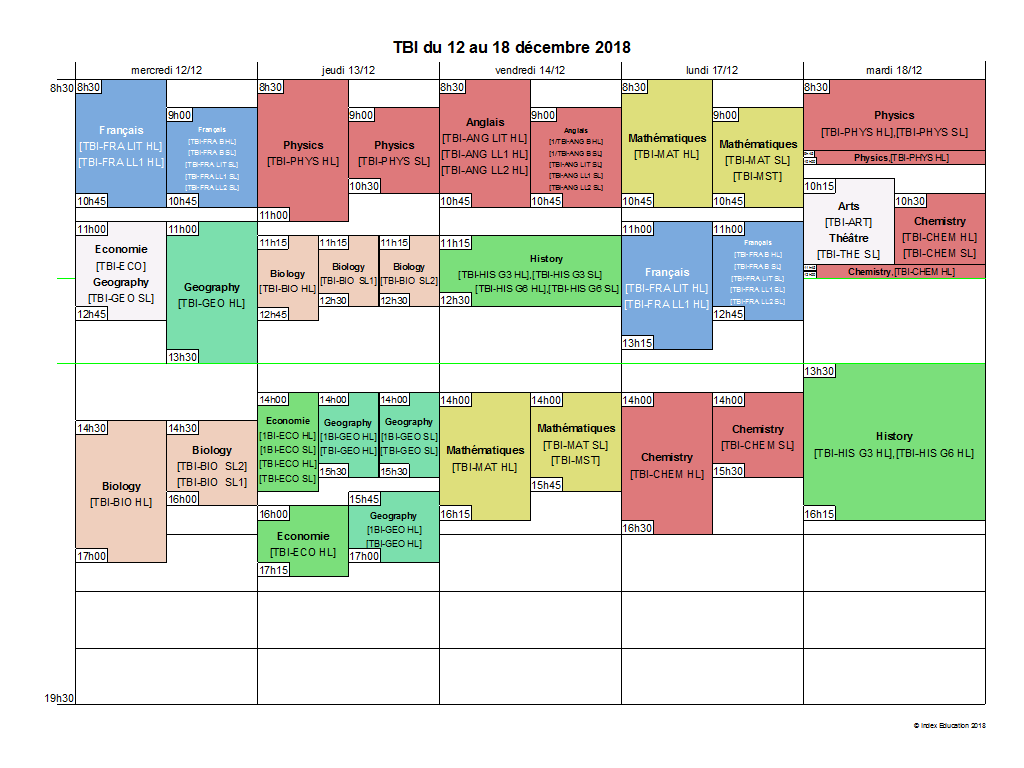 TBI du 12 au 18 décembre 2018
mercredi 12/12
jeudi 13/12
vendredi 14/12
lundi 17/12
mardi 18/12
8h30
19h30
8h30
Français
[TBI-FRA LIT HL]
[TBI-FRA LL1 HL]
10h45
9h00
Français
[TBI-FRA B HL]
[TBI-FRA B SL]
[TBI-FRA LIT SL]
[TBI-FRA LL1 SL]
[TBI-FRA LL2 SL]
10h45
11h00
Economie
[TBI-ECO]
Geography
[TBI-GEO SL]
12h45
11h00
Geography
[TBI-GEO HL]
13h30
14h30
Biology
[TBI-BIO HL]
17h00
14h30
Biology
[TBI-BIO SL2]
[TBI-BIO SL1]
16h00
8h30
Physics
[TBI-PHYS HL]
11h00
9h00
Physics
[TBI-PHYS SL]
10h30
11h15
Biology
[TBI-BIO HL]
12h45
11h15
Biology
[TBI-BIO SL1]
12h30
11h15
Biology
[TBI-BIO SL2]
12h30
14h00
Economie
[1BI-ECO HL]
[1BI-ECO SL]
[TBI-ECO HL]
[TBI-ECO SL]
14h00
Geography
[1BI-GEO HL]
[TBI-GEO HL]
15h30
14h00
Geography
[1BI-GEO SL]
[TBI-GEO SL]
15h30
16h00
Economie
[TBI-ECO HL]
17h15
15h45
Geography
[1BI-GEO HL]
[TBI-GEO HL]
17h00
8h30
Anglais
[TBI-ANG LIT HL]
[TBI-ANG LL1 HL]
[TBI-ANG LL2 HL]
10h45
9h00
Anglais
[1/TBI-ANG B HL]
[1/TBI-ANG B SL]
[TBI-ANG LIT SL]
[TBI-ANG LL1 SL]
[TBI-ANG LL2 SL]
10h45
11h15
History
[TBI-HIS G3 HL],[TBI-HIS G3 SL]
[TBI-HIS G6 HL],[TBI-HIS G6 SL]
12h30
14h00
Mathématiques
[TBI-MAT HL]
16h15
14h00
Mathématiques
[TBI-MAT SL]
[TBI-MST]
15h45
8h30
Mathématiques
[TBI-MAT HL]
10h45
9h00
Mathématiques
[TBI-MAT SL]
[TBI-MST]
10h45
11h00
Français
[TBI-FRA LIT HL]
[TBI-FRA LL1 HL]
13h15
11h00
Français
[TBI-FRA B HL]
[TBI-FRA B SL]
[TBI-FRA LIT SL]
[TBI-FRA LL1 SL]
[TBI-FRA LL2 SL]
12h45
14h00
Chemistry
[TBI-CHEM HL]
16h30
14h00
Chemistry
[TBI-CHEM SL]
15h30
8h30
Physics
[TBI-PHYS HL],[TBI-PHYS SL]
Physics,[TBI-PHYS HL]
10h15
Arts
[TBI-ART]
Théâtre
[TBI-THE SL]
10h30
Chemistry
[TBI-CHEM HL]
[TBI-CHEM SL]
Chemistry,[TBI-CHEM HL]
13h30
History
[TBI-HIS G3 HL],[TBI-HIS G6 HL]
16h15
© Index Education 2018